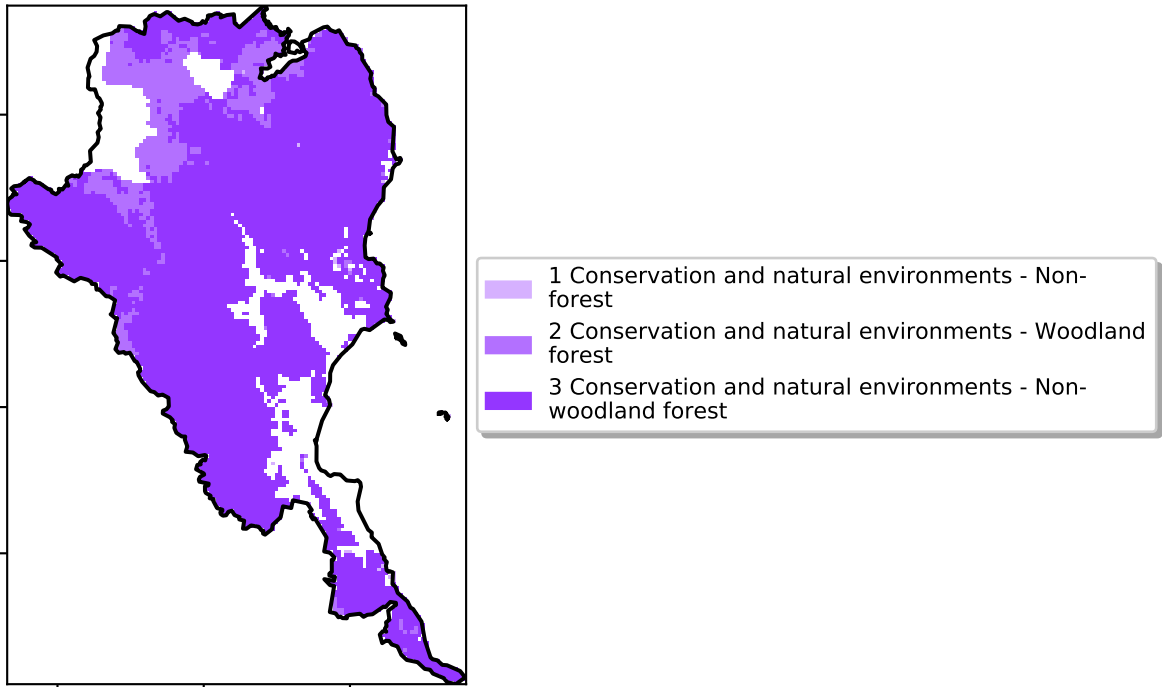 1 Conservation and natural environments - Non-
forest
2 Conservation and natural environments - Woodland
forest
3 Conservation and natural environments - Non-
woodland forest